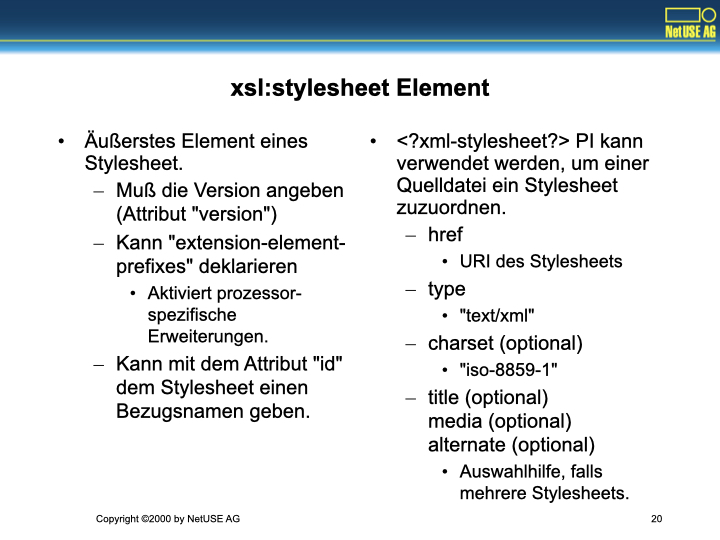 NetUSE AG
xsl:stylesheet Element
• Äußerstes Element eines
Stylesheet.
– Muß die Version angeben
(Attribut "version")
– Kann "extension-element-
prefixes" deklarieren
• Aktiviert prozessor-
spezifische
Erweiterungen.
– Kann mit dem Attribut "id"
dem Stylesheet einen
Bezugsnamen geben.
• <?xml-stylesheet?> PI kann
verwendet werden, um einer
Quelldatei ein Stylesheet
zuzuordnen.
– href
• URI des Stylesheets
– type
• "text/xml"
– charset (optional)
• "iso-8859-1"
– title (optional)
media (optional)
alternate (optional)
• Auswahlhilfe, falls
mehrere Stylesheets.
Copyright ©2000 by NetUSE AG
20